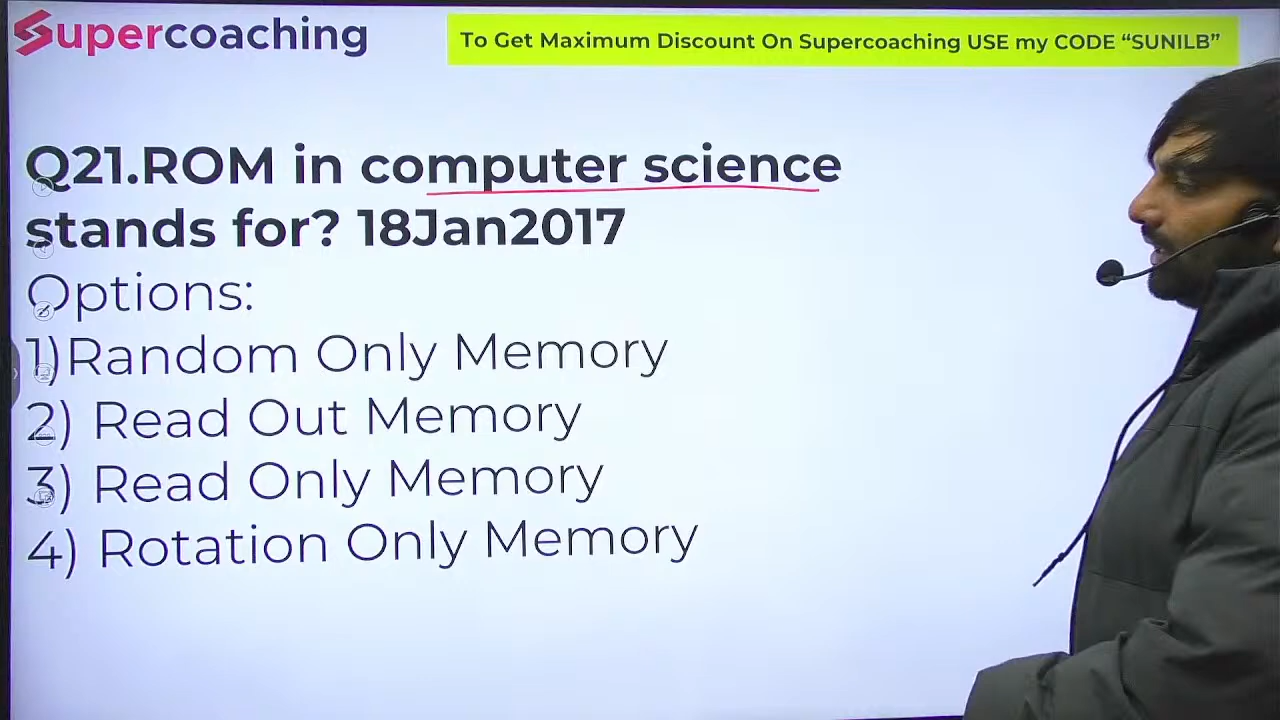 Supercoaching
To Get Maximum Discount On Supercoaching USE my CODE “SUNILB”
Q21.ROM in computer science
stands for? 18Jan2017
Options:
1)Random Only Memory
2) Read Out Memory
3) Read Only Memory
4) Rotation Only Memory